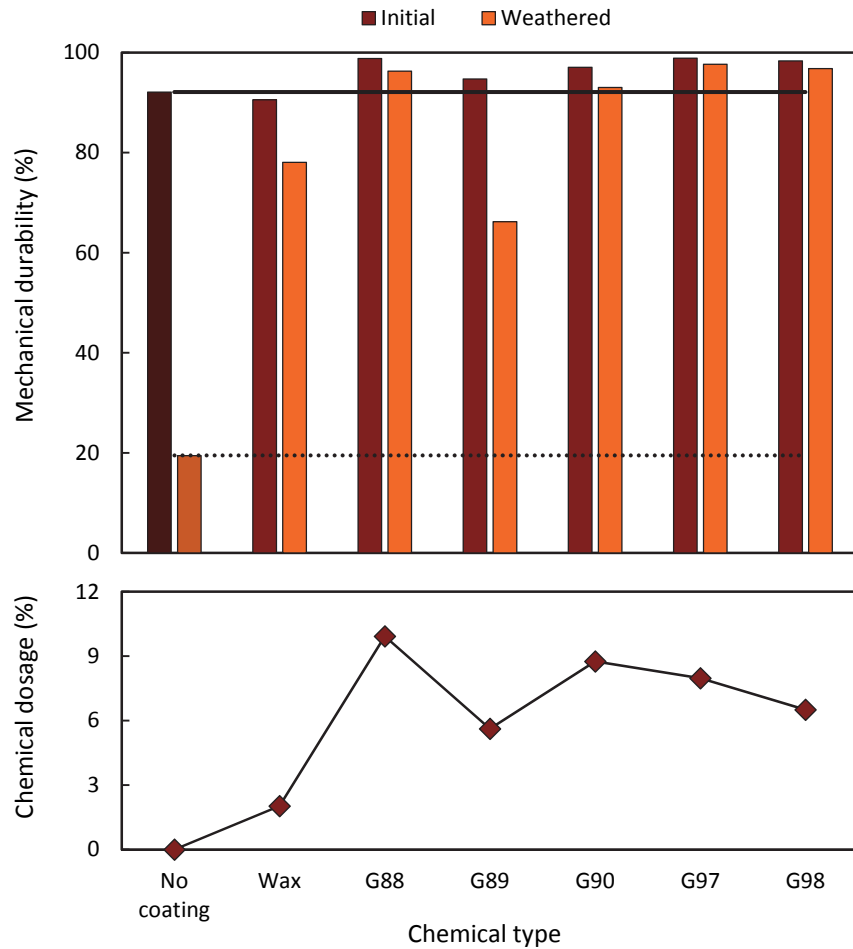 Initial Weathered
Mechanical durability (%)
100
80
60
40
20
0
Chemical dosage (%)
12
9
6
3
0
No coating Wax G88 G89 G90 G97 G98
Chemical type